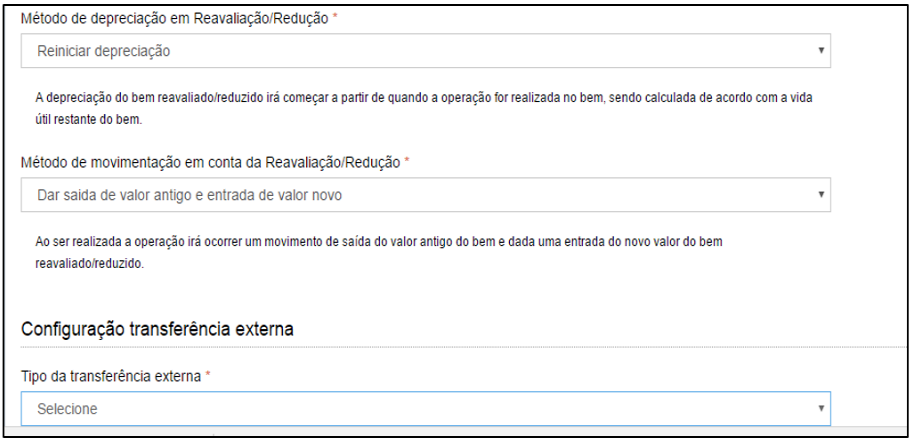 Método de depreciação em Reavaliação/Redução *
Reiniciar depreciação
A depreciação do bem reavaliado/reduzido irá começar a partir de quando a operação for realizada no bem, sendo calculada de acordo com a vida
útil restante do bem.
Método de movimentação em conta da Reavaliação/Redução *
Dar saida de valor antigo e entrada de valor novo
Ao ser realizada a operação irá ocorrer um movimento de saída do valor antigo do bem e dada uma entrada do novo valor do bem
reavaliado/reduzido.
Configuração transferência externa
Tipo da transferência externa *
Selecione